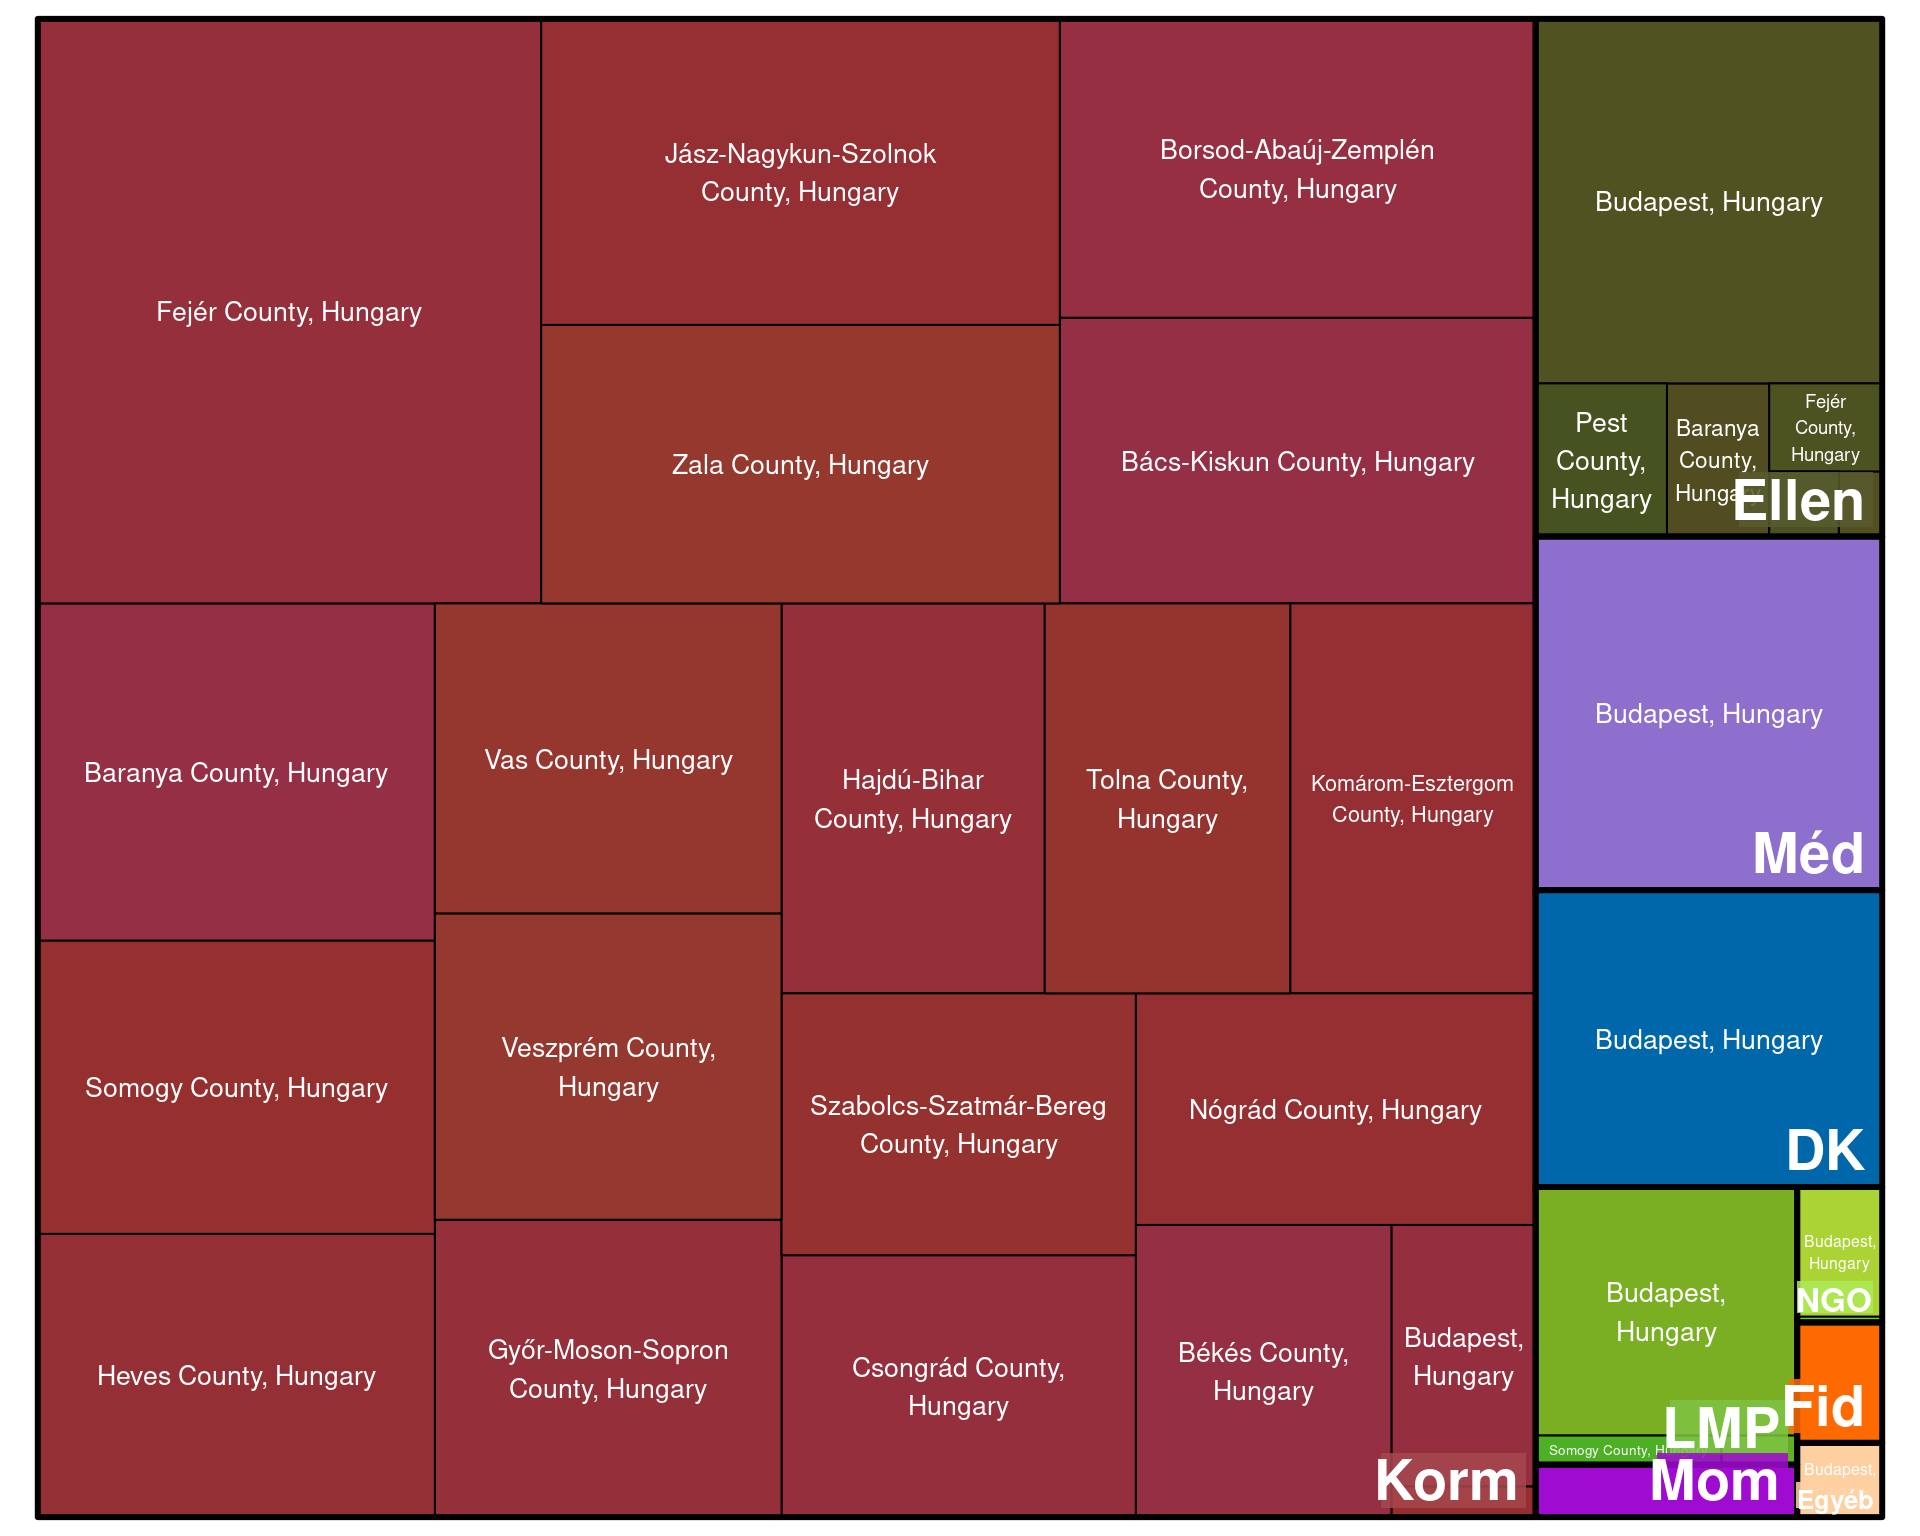 Fejér County, Hungary
Jász-Nagykun-Szolnok
County, Hungary
Borsod-Abaúj-Zemplén
County, Hungary
Zala County, Hungary
Bács-Kiskun County, Hungary
Baranya County, Hungary
Vas County, Hungary
Hajdú-Bihar
County, Hungary
Tolna County,
Hungary
Komárom-Esztergom
County, Hungary
Somogy County, Hungary
Veszprém County,
Hungary
Szabolcs-Szatmár-Bereg
County, Hungary
Nógrád County, Hungary
Heves County, Hungary
Győr-Moson-Sopron
County, Hungary
Csongrád County,
Hungary
Békés County,
Hungary
Budapest,
Hungary
Korm
Budapest, Hungary
Pest
County,
Hungary
Baranya
County,
Hungary
Fejér
County,
Hungary
Ellen
Budapest, Hungary
Méd
Budapest, Hungary
DK
Budapest,
Hungary
Somogy County, Hungary
LMP
Mom
Budapest,
Hungary
NGO
Fid
Budapest,
Egyéb